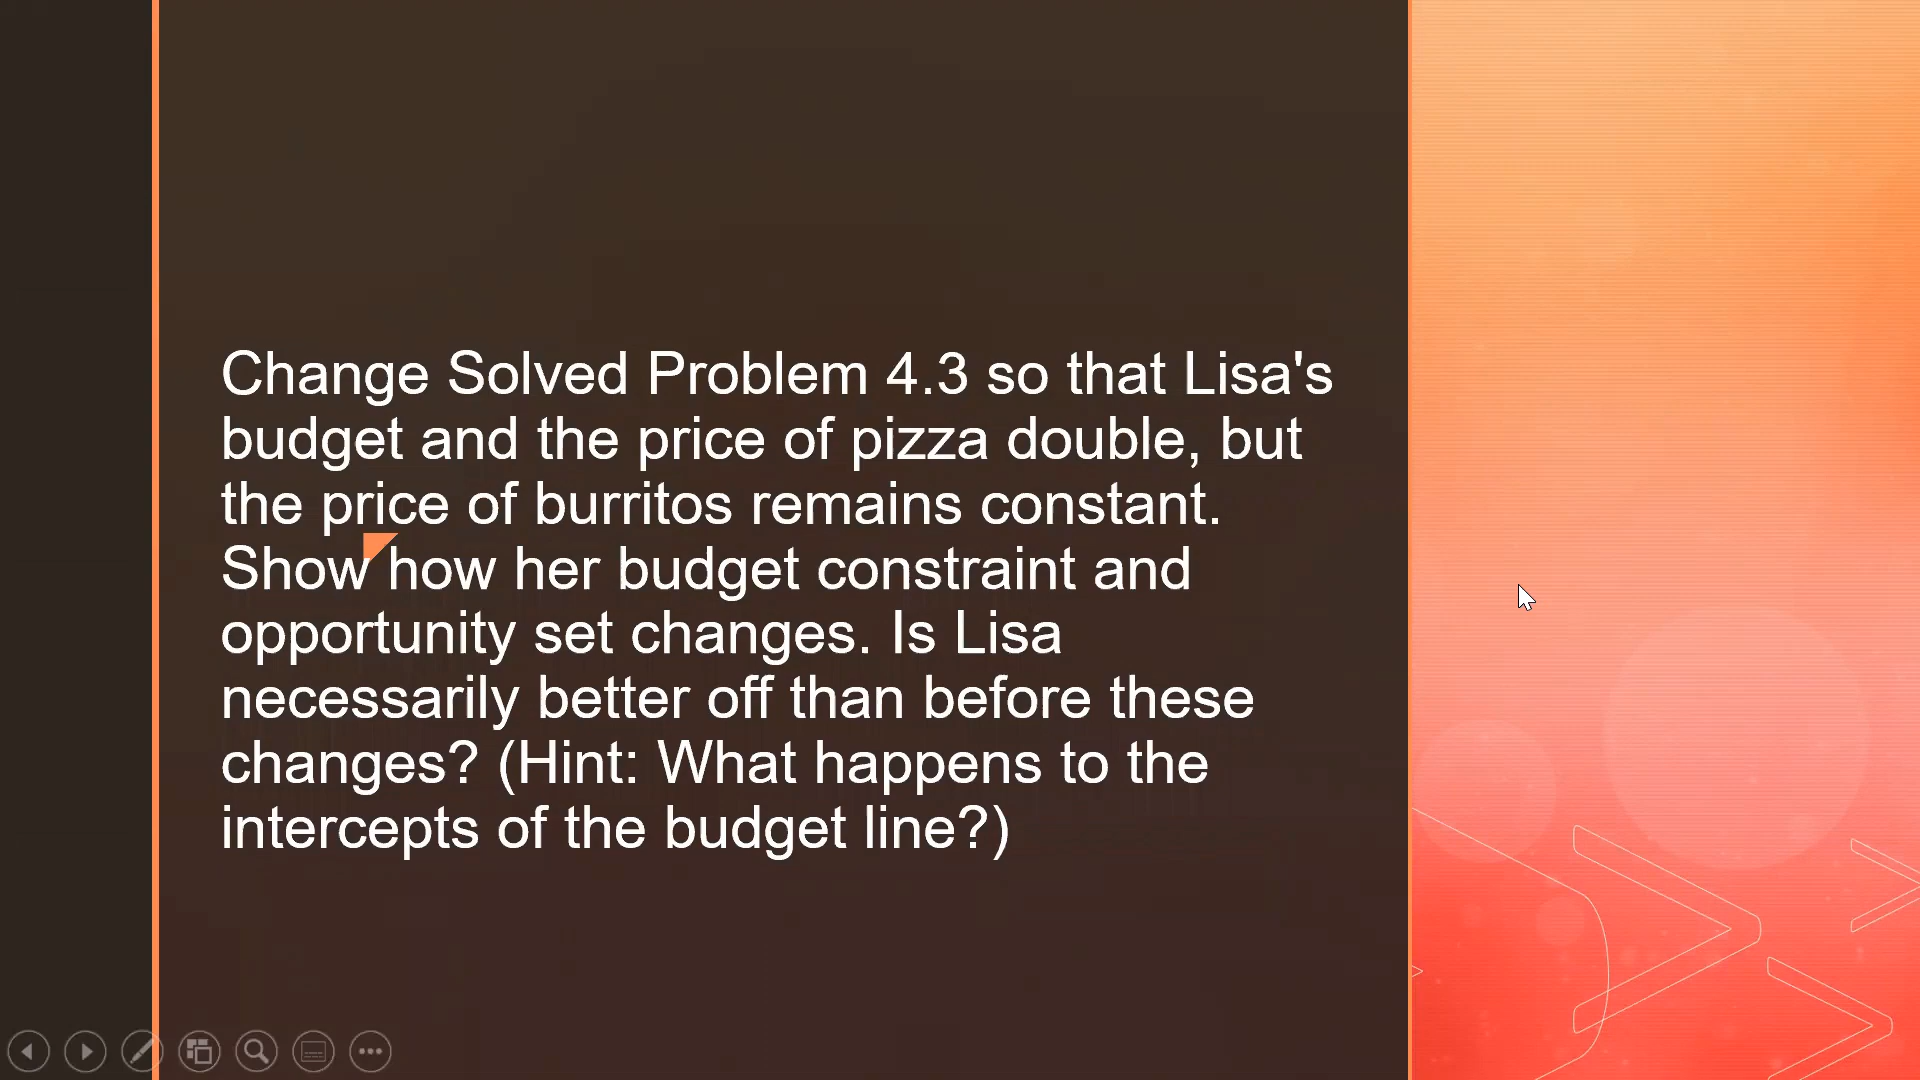 Change Solved Problem 4.3 so that Lisa's
budget and the price of pizza double, but
the price of burritos remains constant.
Show how her budget constraint and
opportunity set changes. Is Lisa
necessarily better off than before these
changes? (Hint: What happens to the
intercepts of the budget line?)